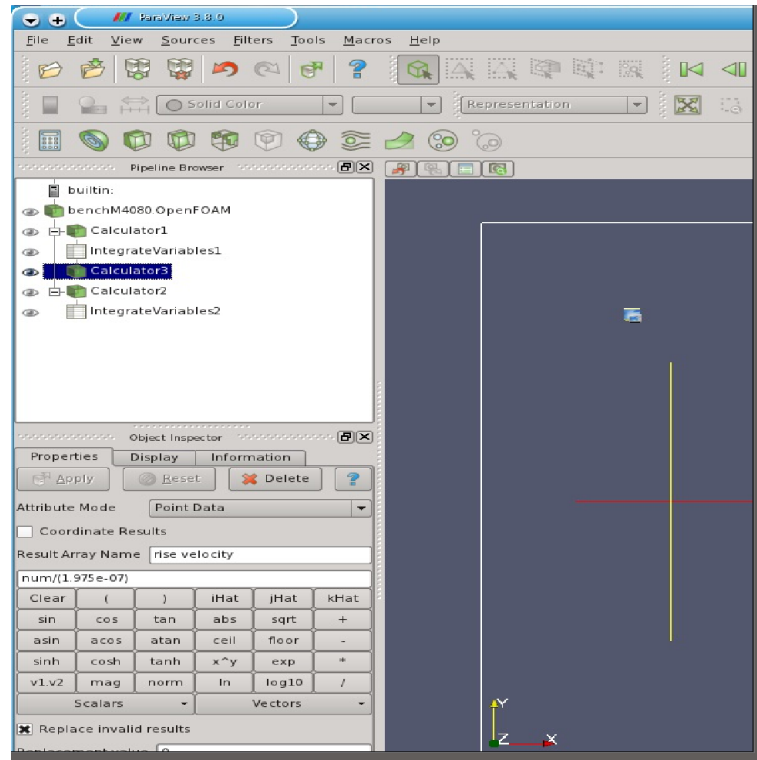 ParaView 3.8.0
File Edit View Sources Filters Tools Macros Help
Solid Color Representation
Pipeline Browser
builtin:
benchM4080.OpenFOAM
Calculator1
IntegrateVariables1
Calculator3
Calculator2
IntegrateVariables2
Object Inspector
Properties Display Information
Apply Reset Delete ?
Attribute Mode Point Data
Coordinate Results
Result Array Name rise velocity
num/(1.975e-07)
Clear ( ) iHat jHat kHat
sin cos tan abs sqrt +
asin acos atan ceil floor -
sinh cosh tanh x^y exp *
v1.v2 mag norm ln log10 /
Scalars Vectors
Replace invalid results
Replacement value 0
Y
Z X